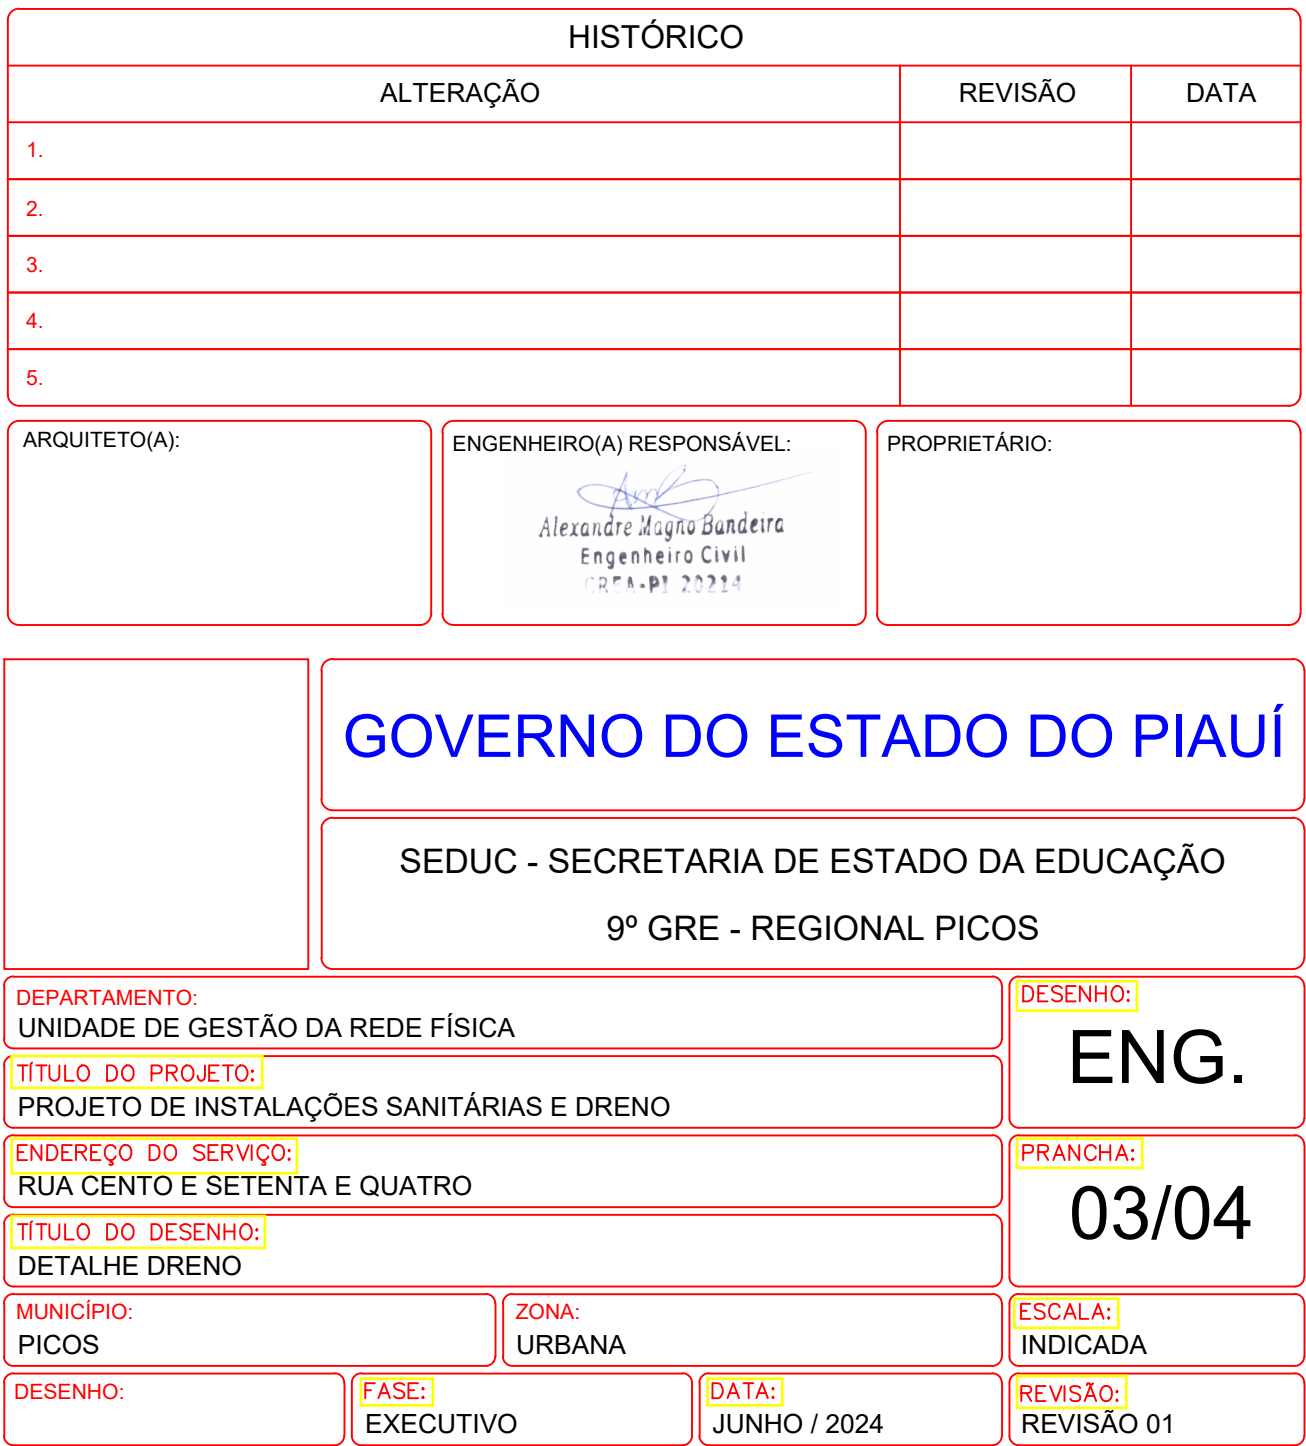 HISTÓRICO
ALTERAÇÃO REVISÃO DATA
1.
2.
3.
4.
5.
ARQUITETO(A):
ENGENHEIRO(A) RESPONSÁVEL:
Alexandre Magno Bandeira
Engenheiro Civil
CREA-PI 20214
PROPRIETÁRIO:
GOVERNO DO ESTADO DO PIAUÍ
SEDUC - SECRETARIA DE ESTADO DA EDUCAÇÃO
9º GRE - REGIONAL PICOS
DEPARTAMENTO:
UNIDADE DE GESTÃO DA REDE FÍSICA
DESENHO:
ENG.
TÍTULO DO PROJETO:
PROJETO DE INSTALAÇÕES SANITÁRIAS E DRENO
ENDEREÇO DO SERVIÇO:
RUA CENTO E SETENTA E QUATRO
PRANCHA:
03/04
TÍTULO DO DESENHO:
DETALHE DRENO
MUNICÍPIO:
PICOS
ZONA:
URBANA
ESCALA:
INDICADA
DESENHO:
FASE:
EXECUTIVO
DATA:
JUNHO / 2024
REVISÃO:
REVISÃO 01